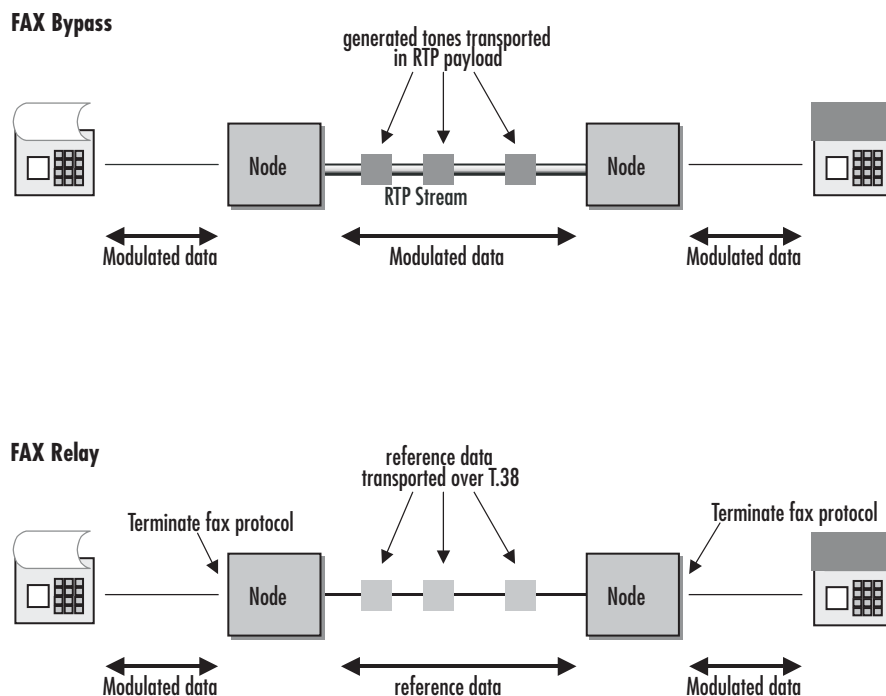 FAX Bypass
generated tones transported
in RTP payload
Node
Node
RTP Stream
Modulated data
Modulated data
Modulated data
FAX Relay
reference data
transported over T.38
Terminate fax protocol
Terminate fax protocol
Node
Node
Modulated data
reference data
Modulated data